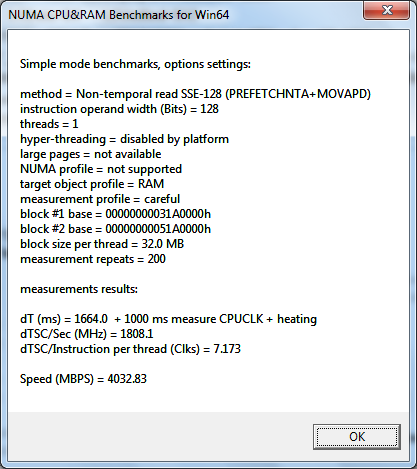 NUMA CPU&RAM Benchmarks for Win64
Simple mode benchmarks, options settings:
method = Non-temporal read SSE-128 (PREFETCHNTA+MOVAPD)
instruction operand width (Bits) = 128
threads = 1
hyper-threading = disabled by platform
large pages = not available
NUMA profile = not supported
target object profile = RAM
measurement profile = careful
block #1 base = 00000000031A0000h
block #2 base = 00000000051A0000h
block size per thread = 32.0 MB
measurement repeats = 200
measurements results:
dT (ms) = 1664.0  + 1000 ms measure CPUCLK + heating
dTSC/Sec (MHz) = 1808.1
dTSC/Instruction per thread (Clks) = 7.173
Speed (MBPS) = 4032.83
OK